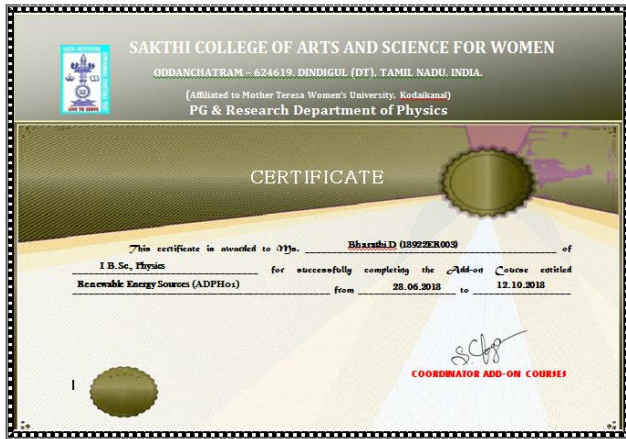 SAKTHI COLLEGE OF ARTS AND SCIENCE FOR WOMEN
ODDANCHATRAM – 624619, DINDIGUL (DT), TAMIL NADU, INDIA.
(Affiliated to Mother Teresa Women's University, Kodaikanal)
PG & Research Department of Physics
LIVE TO SERVE
CERTIFICATE
This certificate is awarded to Ms. Bharathi.D (18922ER003) of
I B.Sc., Physics for successfully completing the Add-on Course entitled
Renewable Energy Sources (ADPH01) from 28.06.2018 to 12.10.2018
COORDINATOR ADD-ON COURSES